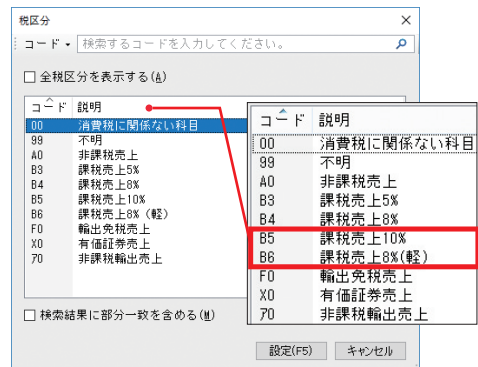 税区分
コード
検索するコードを入力してください。
全税区分を表示する(A)
コード 説明
00 消費税に関係ない科目
99 不明
A0 非課税売上
B3 課税売上5%
B4 課税売上8%
B5 課税売上10%
B6 課税売上8%(軽)
F0 輸出免税売上
X0 有価証券売上
70 非課税輸出売上
検索結果に部分一致を含める(M)
設定(F5) キャンセル
コード 説明
00 消費税に関係ない科目
99 不明
A0 非課税売上
B3 課税売上5%
B4 課税売上8%
B5 課税売上10%
B6 課税売上8%(軽)
F0 輸出免税売上
X0 有価証券売上
70 非課税輸出売上